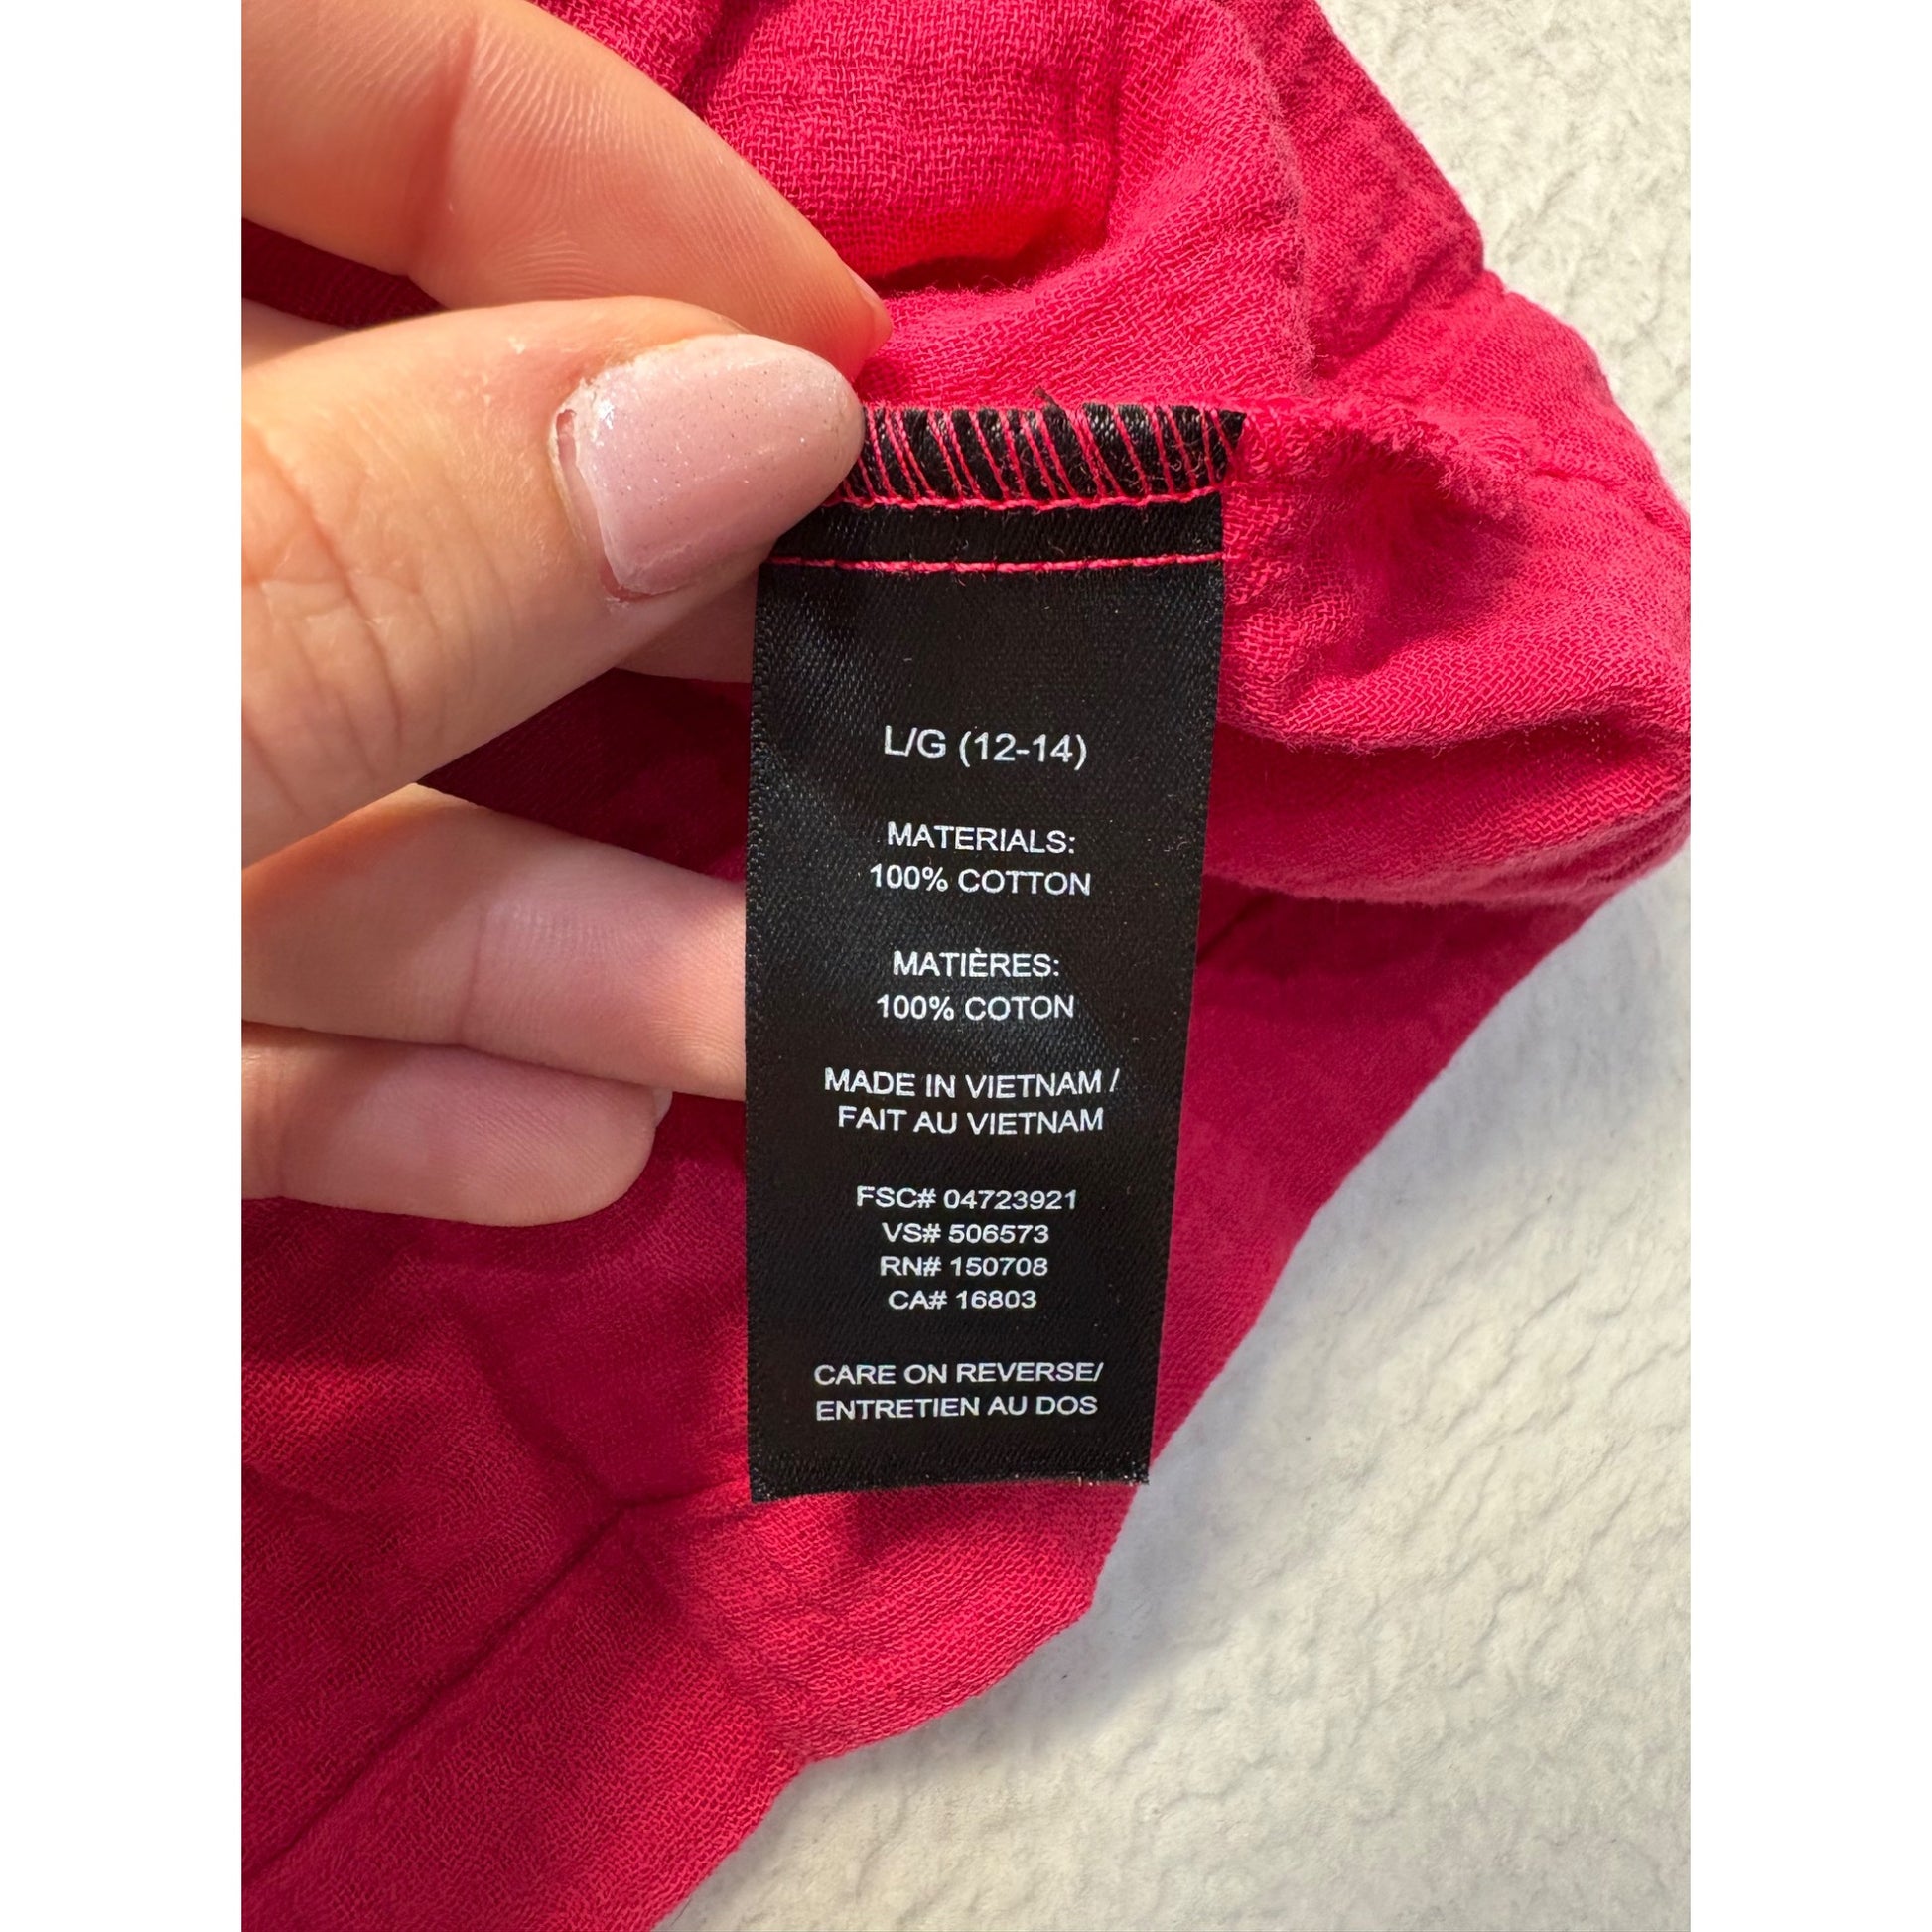 L/G (12-14)
MATERIALS:
100% COTTON
MATIÈRES:
100% COTON
MADE IN VIETNAM /
FAIT AU VIETNAM
FSC# 04723921
VS# 506573
RN# 150708
CA# 16803
CARE ON REVERSE/
ENTRETIEN AU DOS